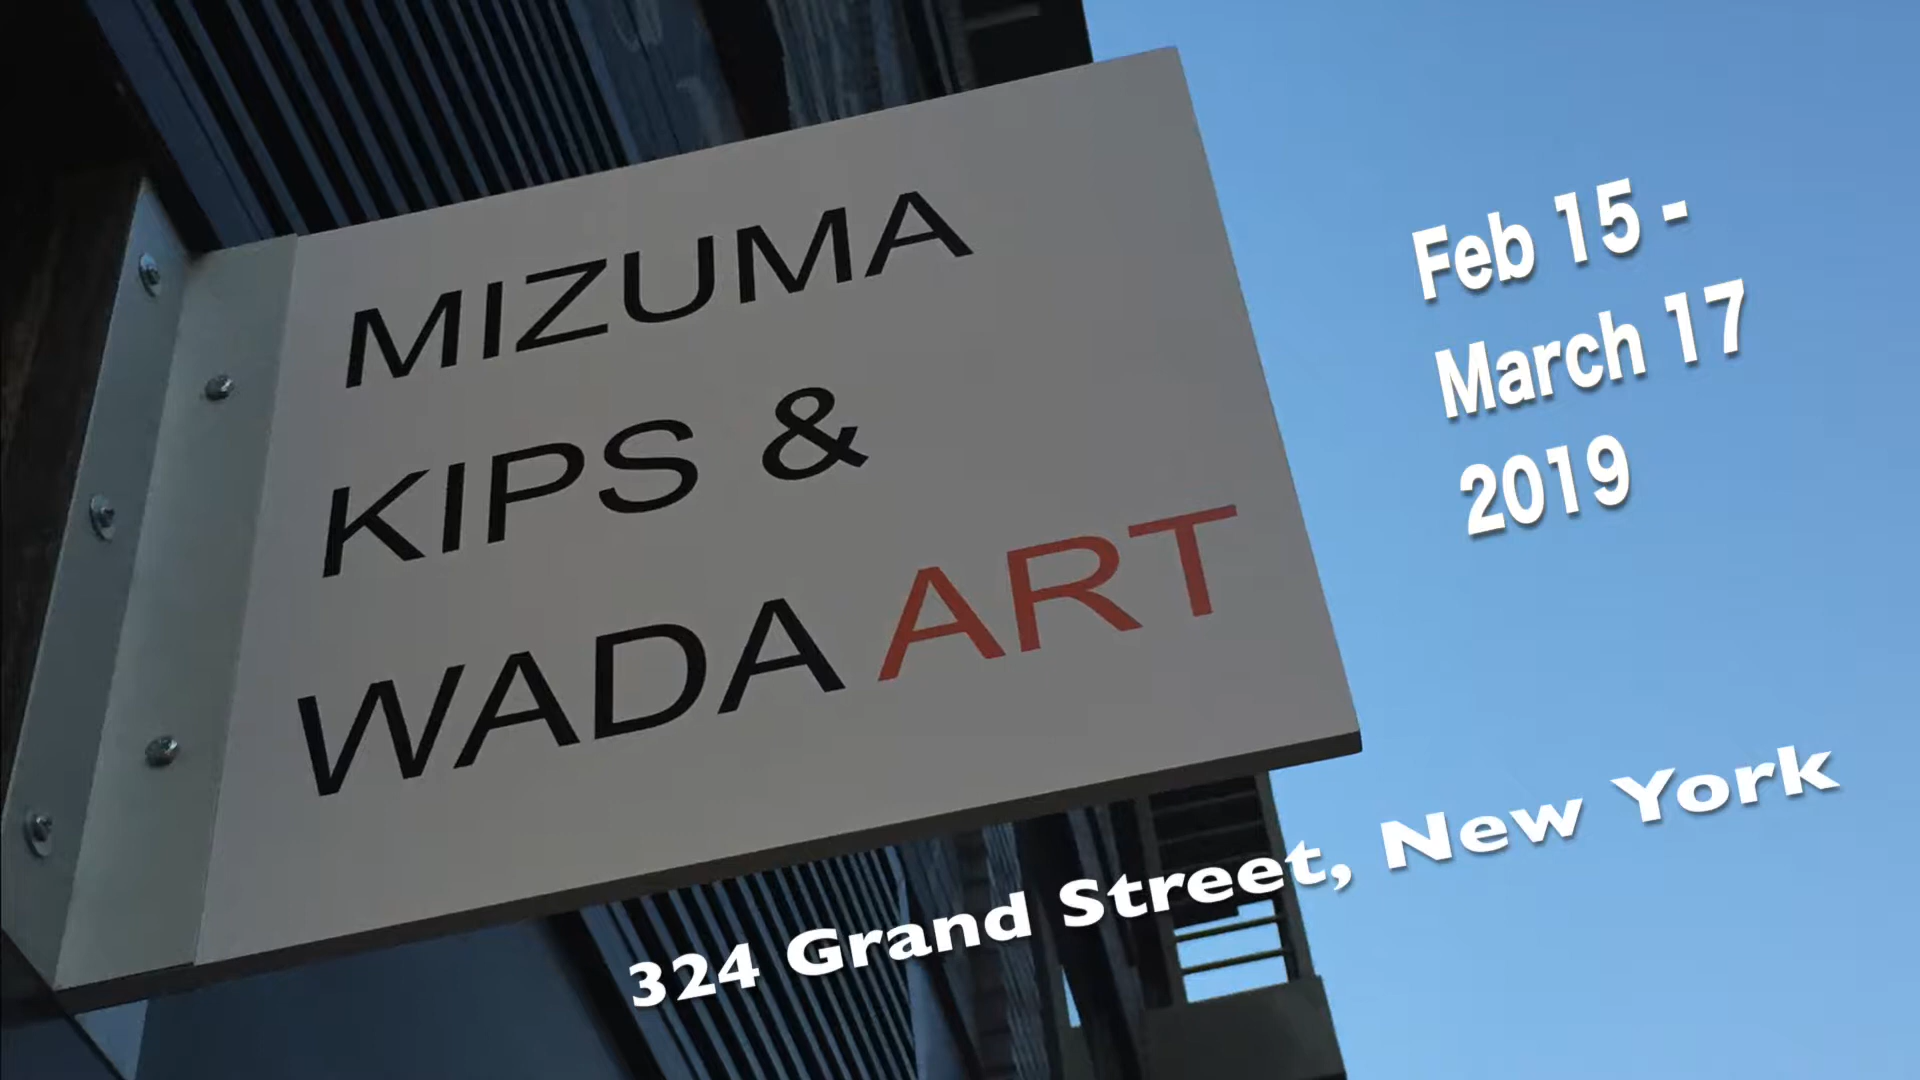 MIZUMA
KIPS &
WADA ART
Feb 15 -
March 17
2019
324 Grand Street, New York